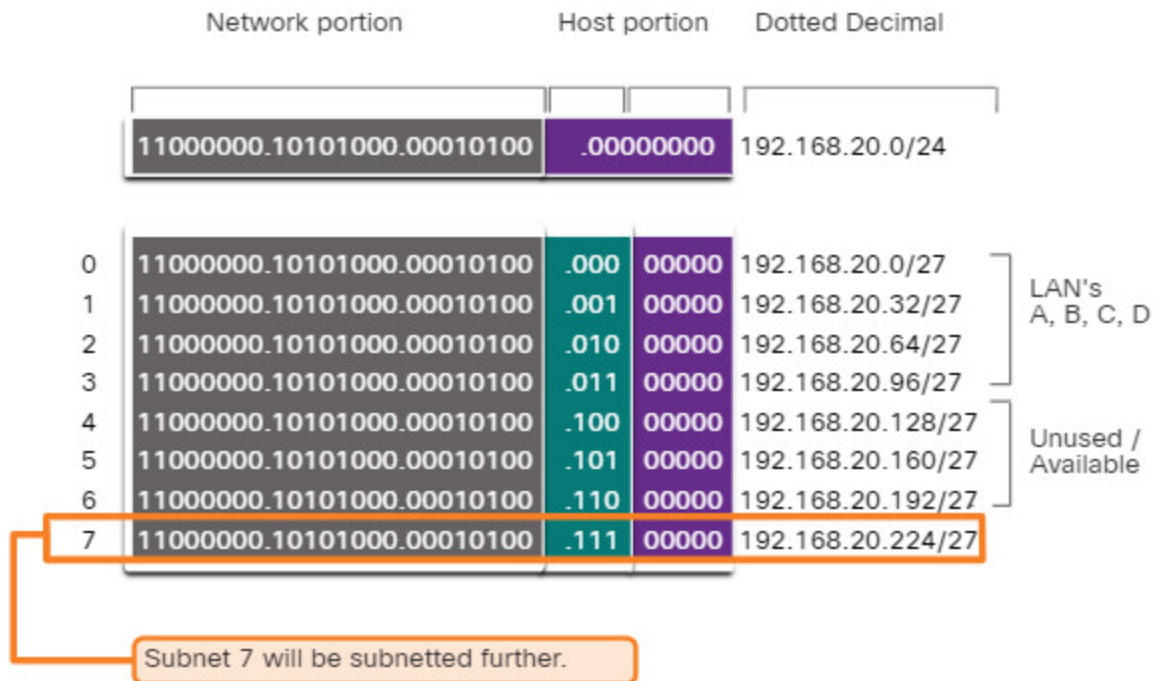 Network portion Host portion Dotted Decimal
11000000.10101000.00010100 .00000000 192.168.20.0/24
0 11000000.10101000.00010100 .000 00000 192.168.20.0/27
1 11000000.10101000.00010100 .001 00000 192.168.20.32/27
2 11000000.10101000.00010100 .010 00000 192.168.20.64/27
3 11000000.10101000.00010100 .011 00000 192.168.20.96/27
LAN's
A, B, C, D
4 11000000.10101000.00010100 .100 00000 192.168.20.128/27
5 11000000.10101000.00010100 .101 00000 192.168.20.160/27
6 11000000.10101000.00010100 .110 00000 192.168.20.192/27
Unused /
Available
7 11000000.10101000.00010100 .111 00000 192.168.20.224/27
Subnet 7 will be subnetted further.